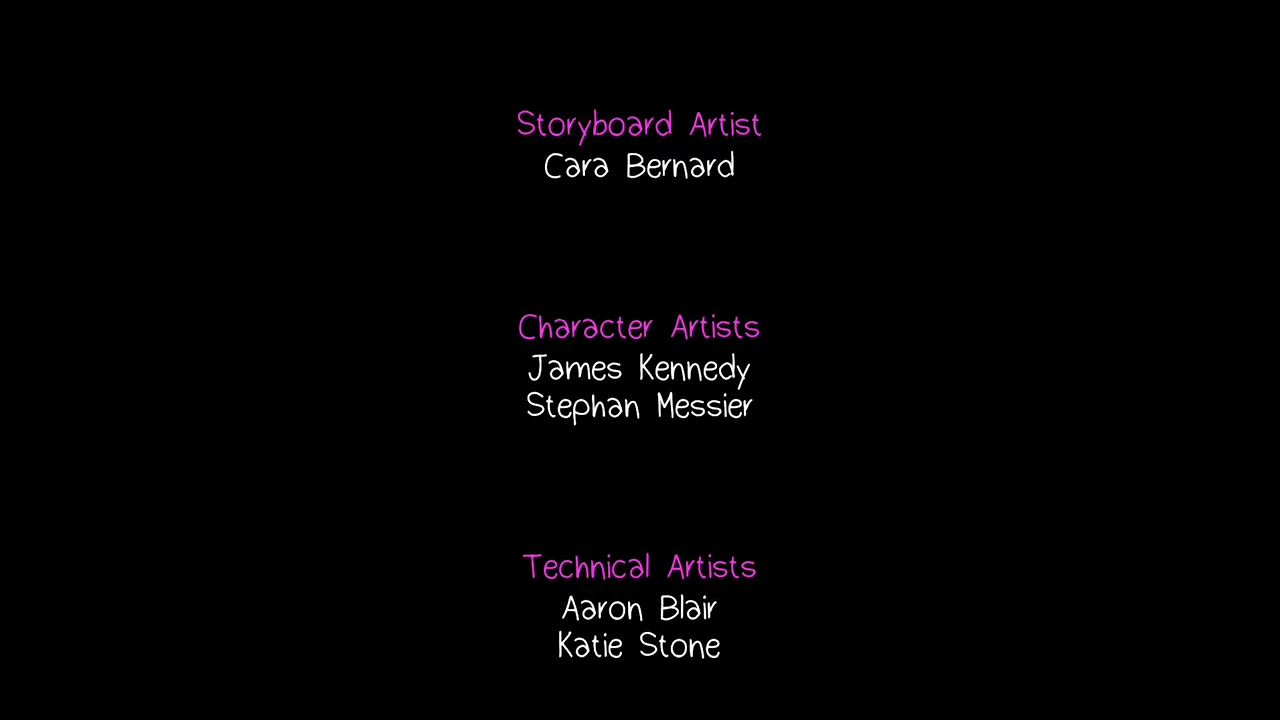 Storyboard Artist
Cara Bernard
Character Artists
James Kennedy
Stephan Messier
Technical Artists
Aaron Blair
Katie Stone